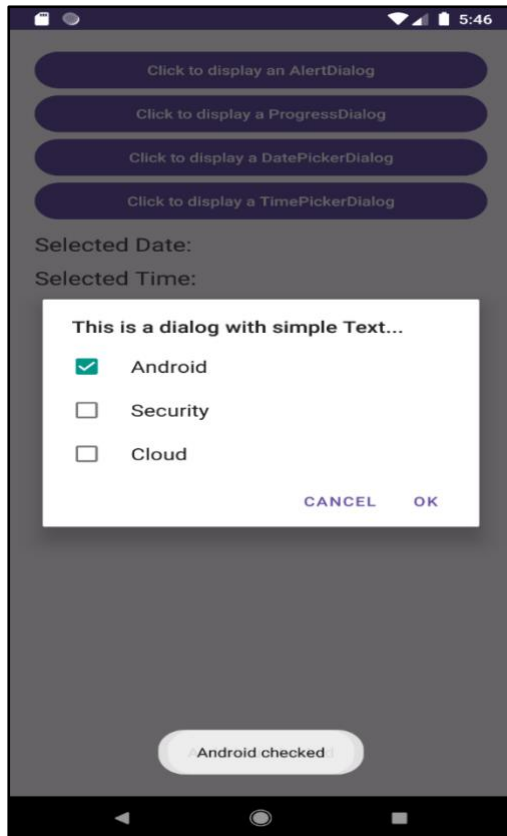 5:46
Click to display an AlertDialog
Click to display a ProgressDialog
Click to display a DatePickerDialog
Click to display a TimePickerDialog
Selected Date:
Selected Time:
This is a dialog with simple Text...
Android
Security
Cloud
CANCEL OK
Android checked